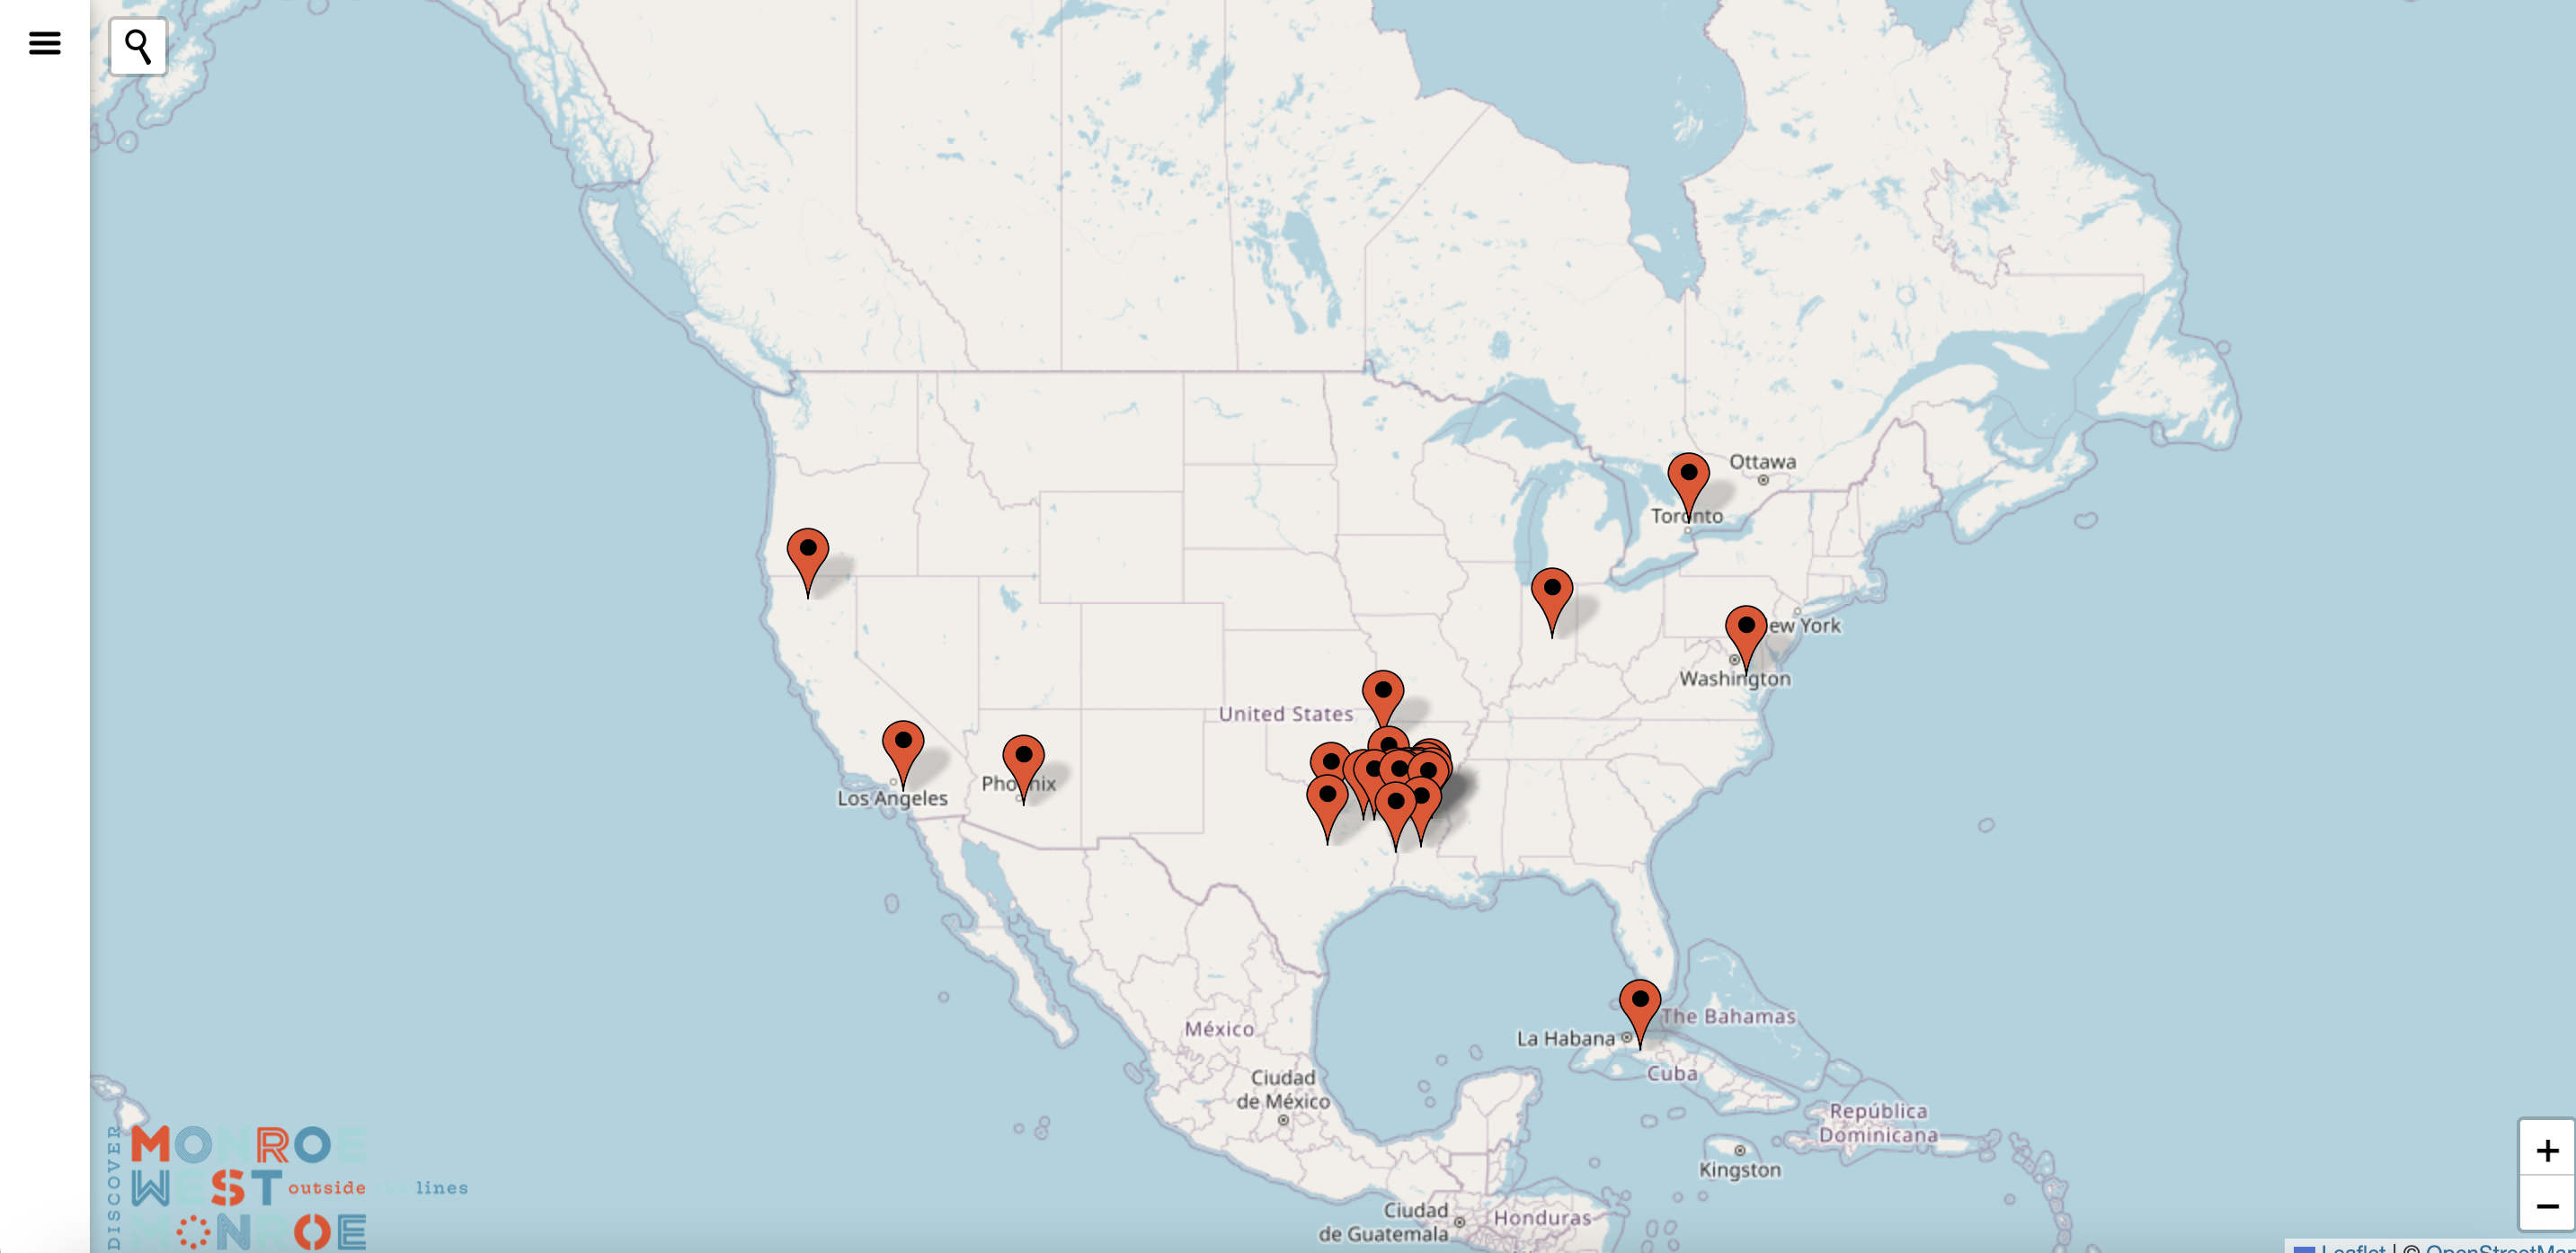 Ottawa
Toronto
ew York
Washington
United States
Los Angeles
Phoenix
The Bahamas
La Habana
Cuba
México
Ciudad
de México
República
Dominicana
Kingston
Ciudad
de Guatemala
Honduras
DISCOVER
MONROE
WEST outside lines
MONROE
+
−
Leaflet | © OpenStreetMap